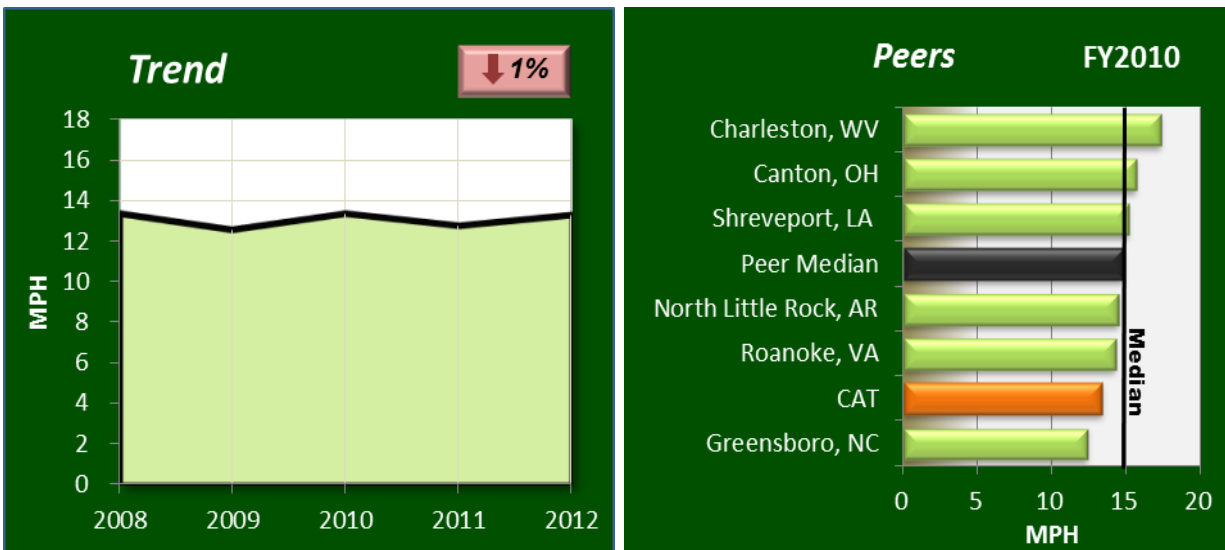 Trend
1%
18
16
14
12
10
8
6
4
2
0
MPH
2008 2009 2010 2011 2012
Peers FY2010
Charleston, WV
Canton, OH
Shreveport, LA
Peer Median
North Little Rock, AR
Roanoke, VA
CAT
Greensboro, NC
Median
0 5 10 15 20
MPH